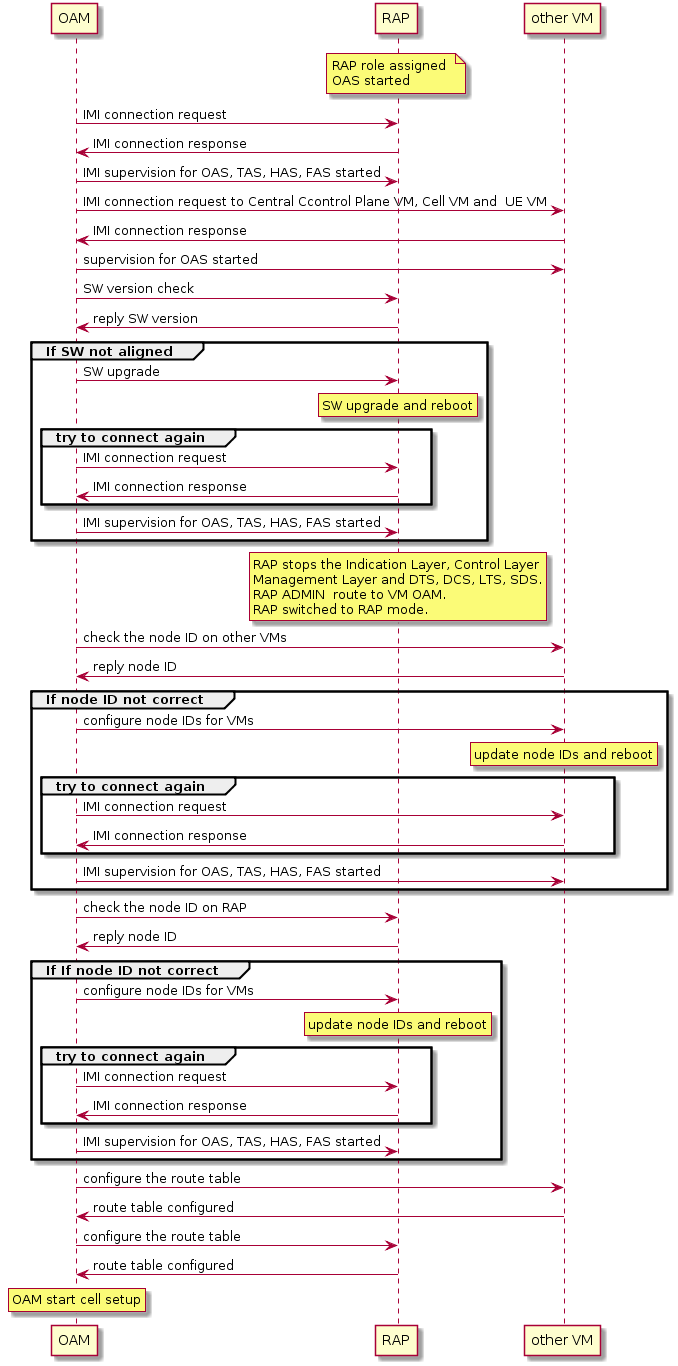 OAM RAP other VM
RAP role assigned
OAS started
IMI connection request
IMI connection response
IMI supervision for OAS, TAS, HAS, FAS started
IMI connection request to Central Ccontrol Plane VM, Cell VM and  UE VM
IMI connection response
supervision for OAS started
SW version check
reply SW version
If SW not aligned
SW upgrade
SW upgrade and reboot
try to connect again
IMI connection request
IMI connection response
IMI supervision for OAS, TAS, HAS, FAS started
RAP stops the Indication Layer, Control Layer
Management Layer and DTS, DCS, LTS, SDS.
RAP ADMIN  route to VM OAM.
RAP switched to RAP mode.
check the node ID on other VMs
reply node ID
If node ID not correct
configure node IDs for VMs
update node IDs and reboot
try to connect again
IMI connection request
IMI connection response
IMI supervision for OAS, TAS, HAS, FAS started
check the node ID on RAP
reply node ID
If If node ID not correct
configure node IDs for VMs
update node IDs and reboot
try to connect again
IMI connection request
IMI connection response
IMI supervision for OAS, TAS, HAS, FAS started
configure the route table
route table configured
configure the route table
route table configured
OAM start cell setup
OAM RAP other VM